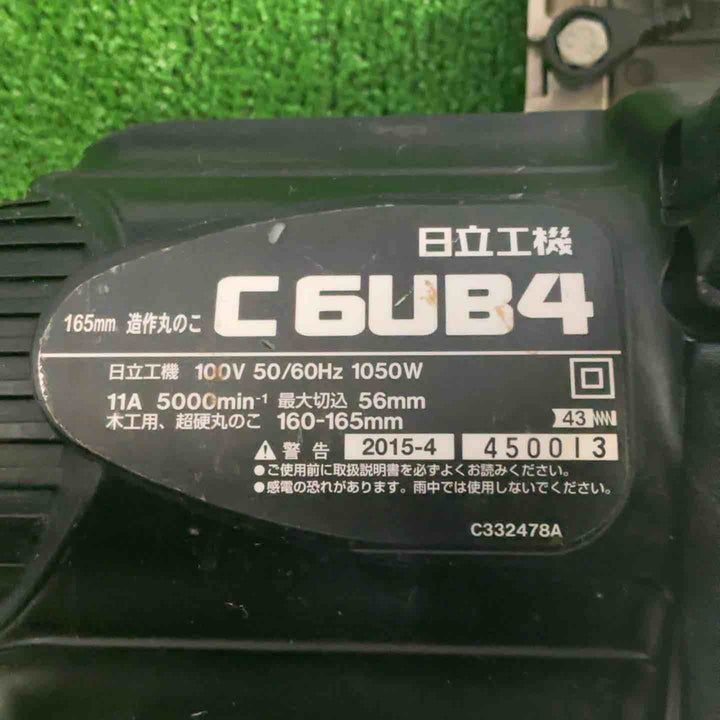 日立工機
165mm 造作丸のこ C6UB4
日立工機 100V 50/60Hz 1050W
11A 5000min⁻¹ 最大切込 56mm
木工用、超硬丸のこ 160-165mm
43
警告 2015-4 450013
●ご使用前に取扱説明書を必ずよくお読みください。
●感電の恐れがあります。雨中では使用しないでください。
C332478A